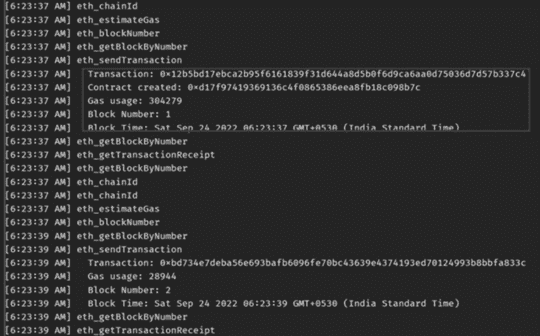 [6:23:37 AM] eth_chainId
[6:23:37 AM] eth_estimateGas
[6:23:37 AM] eth_blockNumber
[6:23:37 AM] eth_getBlockByNumber
[6:23:37 AM] eth_sendTransaction
[6:23:37 AM] Transaction: 0×12b5bd17ebca2b95f6161839f31d644a8d5b0f6d9ca6aa0d75036d7d57b337c4
[6:23:37 AM] Contract created: 0×d17f97419369136c4f0865386eea8fb18c098b7c
[6:23:37 AM] Gas usage: 304279
[6:23:37 AM] Block Number: 1
[6:23:37 AM] Block Time: Sat Sep 24 2022 06:23:37 GMT+0530 (India Standard Time)
[6:23:37 AM] eth_getBlockByNumber
[6:23:37 AM] eth_getTransactionReceipt
[6:23:37 AM] eth_getBlockByNumber
[6:23:37 AM] eth_chainId
[6:23:37 AM] eth_chainId
[6:23:37 AM] eth_estimateGas
[6:23:37 AM] eth_blockNumber
[6:23:39 AM] eth_getBlockByNumber
[6:23:39 AM] eth_sendTransaction
[6:23:39 AM] Transaction: 0×bd734e7deba56e693bafb6096fe70bc43639e4374193ed70124993b8bbfa833c
[6:23:39 AM] Gas usage: 28944
[6:23:39 AM] Block Number: 2
[6:23:39 AM] Block Time: Sat Sep 24 2022 06:23:39 GMT+0530 (India Standard Time)
[6:23:39 AM] eth_getBlockByNumber
[6:23:39 AM] eth_getTransactionReceipt